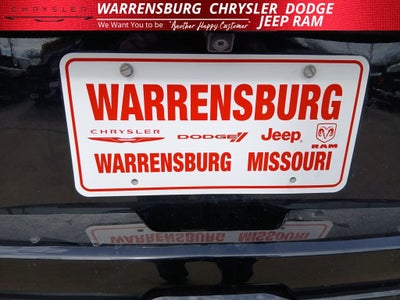 WARRENSBURG CHRYSLER DODGE
CHRYSLER
JEEP RAM
We Want You to be "Another Happy Customer"
WARRENSBURG
CHRYSLER DODGE Jeep RAM
WARRENSBURG MISSOURI
WARRENSBURG MISSOURI